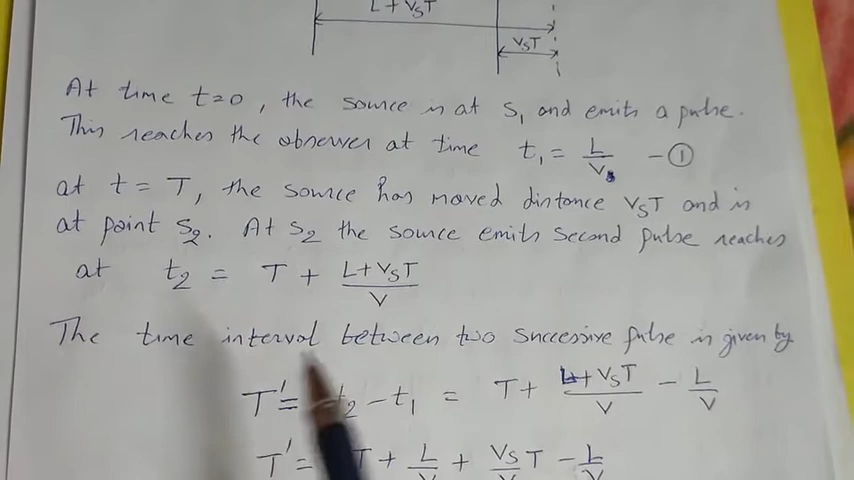 L + VsT
VsT
At time t=0, the source is at S₁ and emits a pulse.
This reaches the observer at time t₁ = L/V - ①
at t = T, the source has moved distance VsT and is
at point S₂. At S₂ the source emits second pulse reaches
at t₂ = T + (L+VsT)/V
The time interval between two successive pulse is given by
T' = t₂ - t₁ = T + (L+VsT)/V - L/V
T' = T + L/V + Vs/V T - L/V